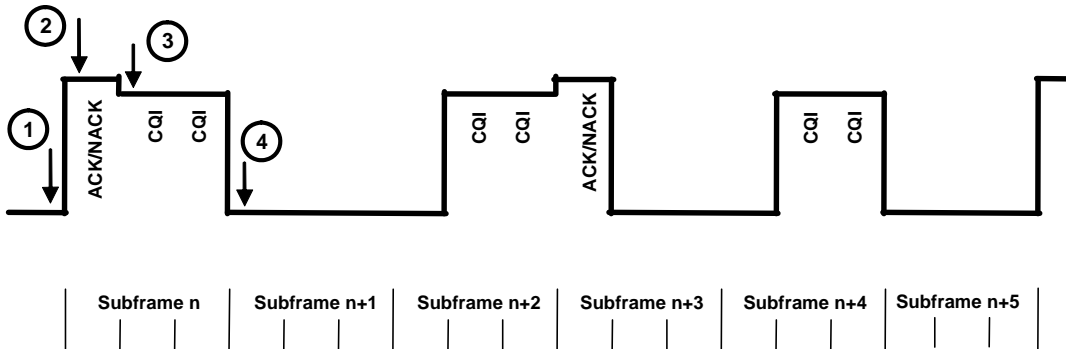 2
3
1
4
ACK/NACK
CQI
CQI
CQI
CQI
ACK/NACK
CQI
CQI
Subframe n
Subframe n+1
Subframe n+2
Subframe n+3
Subframe n+4
Subframe n+5